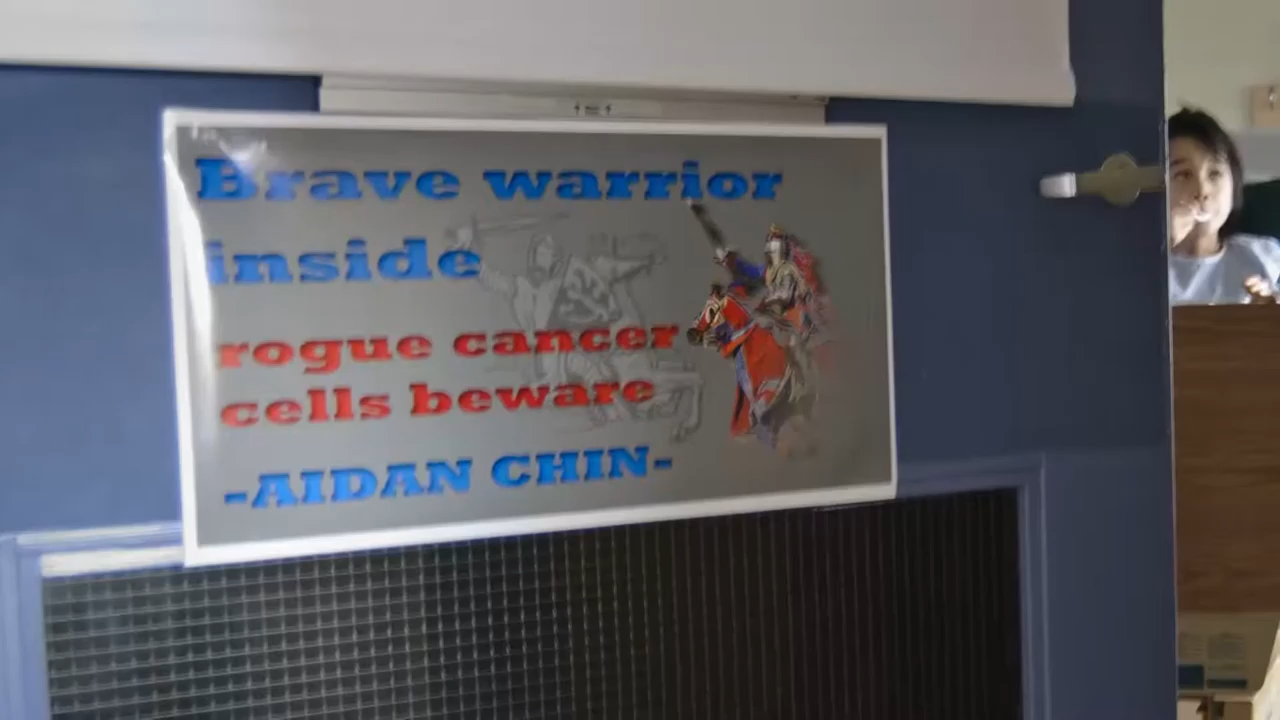 Brave warrior
inside
rogue cancer
cells beware
-AIDAN CHIN-